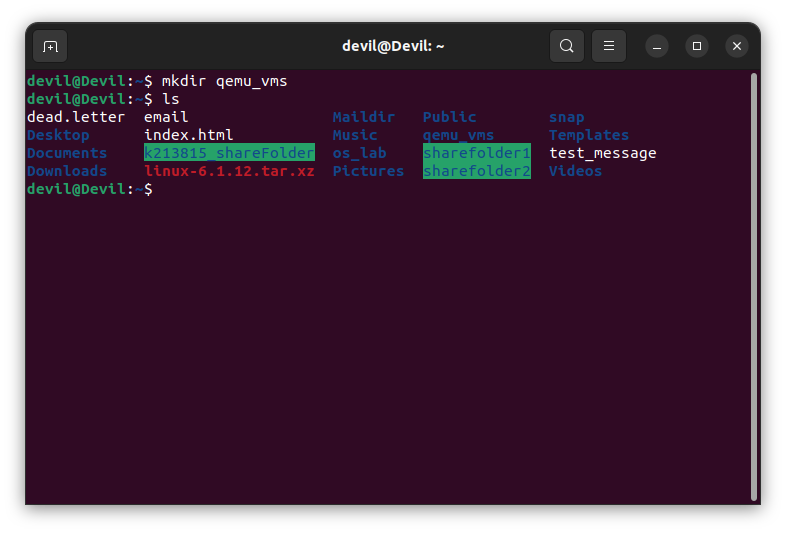 devil@Devil: ~
devil@Devil:~$ mkdir qemu_vms
devil@Devil:~$ ls
dead.letter  email                Maildir   Public        snap
Desktop      index.html           Music     qemu_vms      Templates
Documents    k213815_shareFolder  os_lab    sharefolder1  test_message
Downloads    linux-6.1.12.tar.xz  Pictures  sharefolder2  Videos
devil@Devil:~$